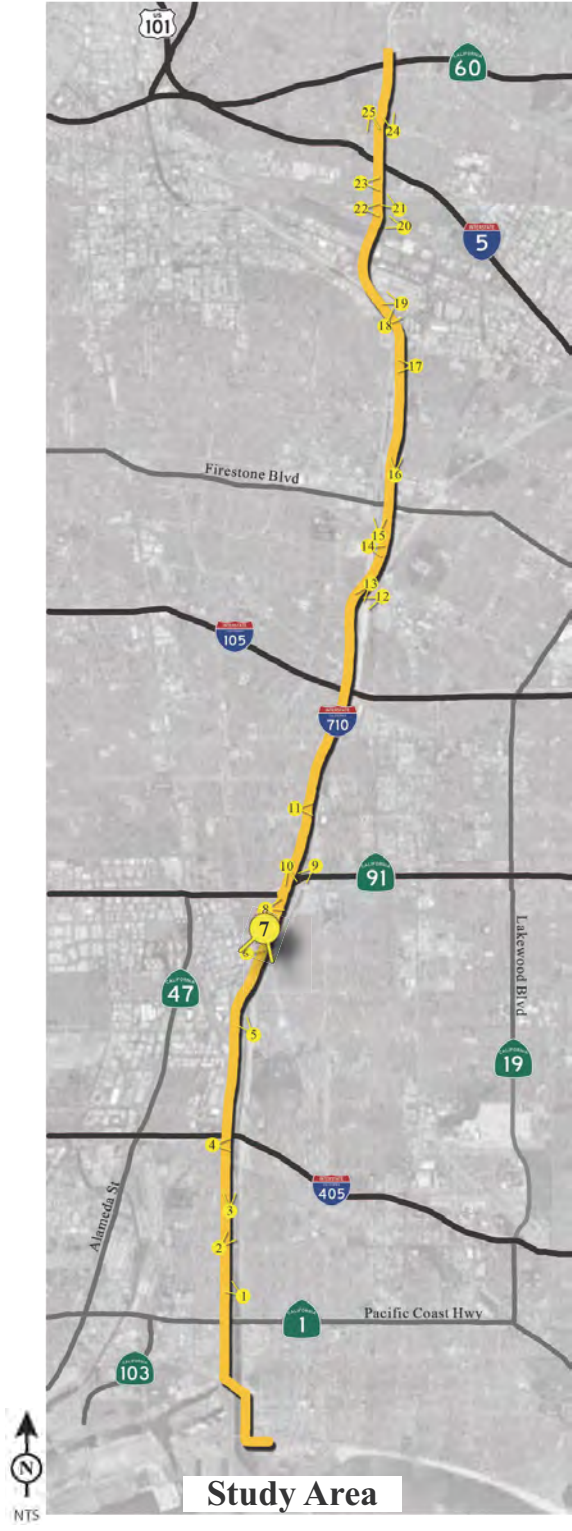 US
101
CALIFORNIA
60
25
24
23
22
21
20
INTERSTATE
5
19
18
17
Firestone Blvd
16
15
14
13
12
INTERSTATE
105
INTERSTATE
710
11
10
9
CALIFORNIA
91
8
7
6
CALIFORNIA
47
Lakewood Blvd
5
CALIFORNIA
19
4
INTERSTATE
405
Alameda St
3
2
1
Pacific Coast Hwy
CALIFORNIA
1
CALIFORNIA
103
N
NTS
Study Area